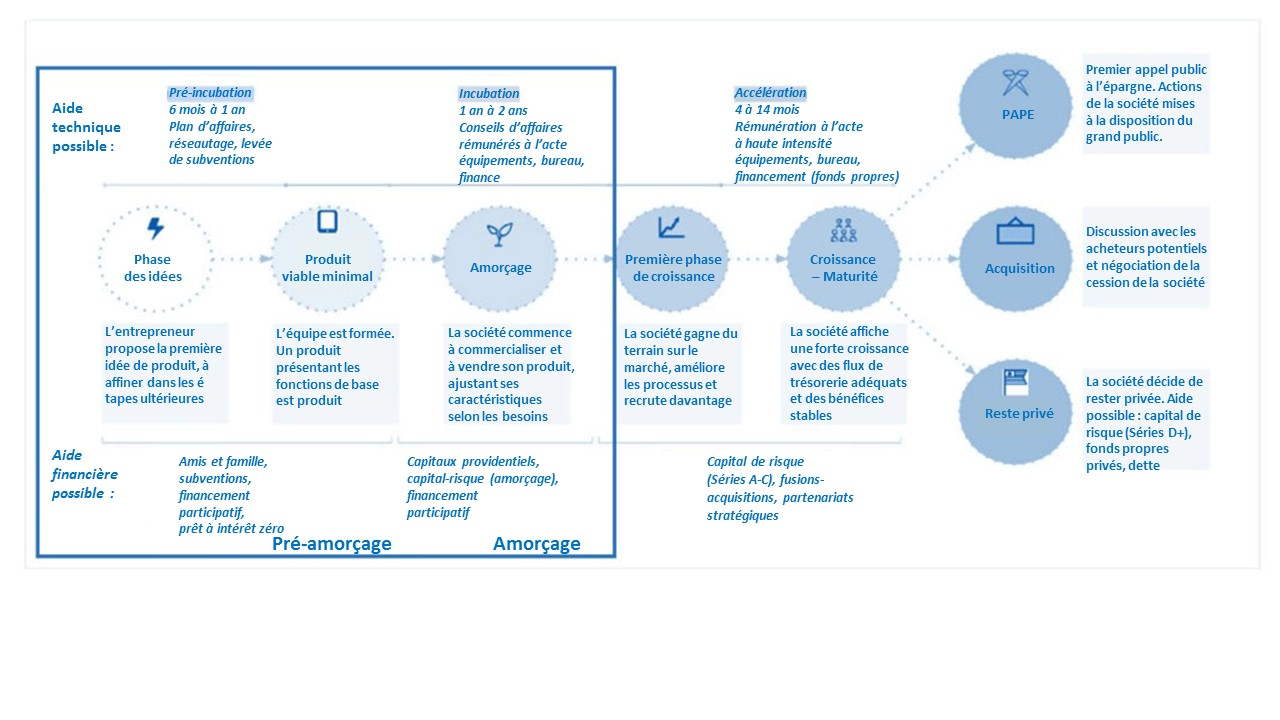 Aide
technique
possible :
Pré-incubation
6 mois à 1 an
Plan d’affaires,
réseautage, levée
de subventions
Incubation
1 an à 2 ans
Conseils d’affaires
rémunérés à l’acte
équipements, bureau,
finance
Accélération
4 à 14 mois
Rémunération à l’acte
à haute intensité
équipements, bureau,
financement (fonds propres)
PAPE
Premier appel public
à l’épargne. Actions
de la société mises
à la disposition du
grand public.
Phase
des idées
Produit
viable minimal
Amorçage
Première phase
de croissance
Croissance
– Maturité
Acquisition
Discussion avec les
acheteurs potentiels
et négociation de la
cession de la société
L’entrepreneur
propose la première
idée de produit, à
affiner dans les é
tapes ultérieures
L’équipe est formée.
Un produit
présentant les
fonctions de base
est produit
La société commence
à commercialiser et
à vendre son produit,
ajustant ses
caractéristiques
selon les besoins
La société gagne du
terrain sur le
marché, améliore
les processus et
recrute davantage
La société affiche
une forte croissance
avec des flux de
trésorerie adéquats
et des bénéfices
stables
Reste privé
La société décide de
rester privée. Aide
possible : capital de
risque (Séries D+),
fonds propres
privés, dette
Aide
financière
possible :
Amis et famille,
subventions,
financement
participatif,
prêt à intérêt zéro
Capitaux providentiels,
capital-risque (amorçage),
financement
participatif
Capital de risque
(Séries A-C), fusions-
acquisitions, partenariats
stratégiques
Pré-amorçage
Amorçage